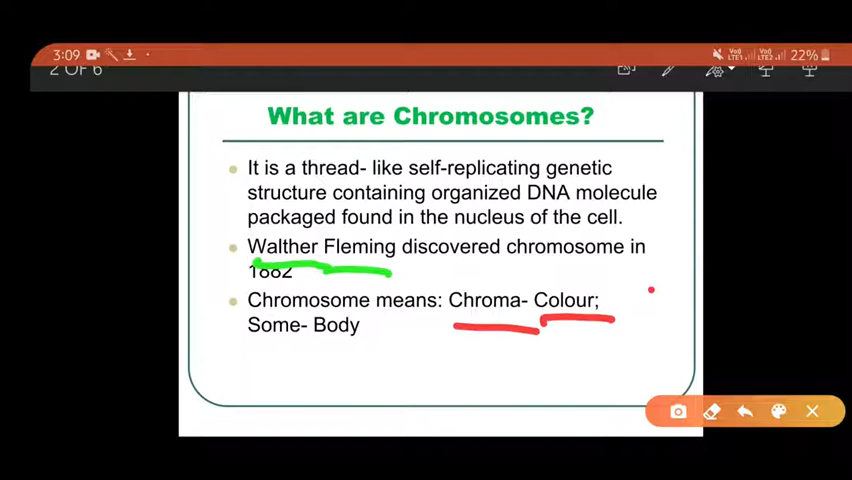 3:09
22%
2 OF 6
What are Chromosomes?
It is a thread- like self-replicating genetic
structure containing organized DNA molecule
packaged found in the nucleus of the cell.
Walther Fleming discovered chromosome in
1882
Chromosome means: Chroma- Colour;
Some- Body